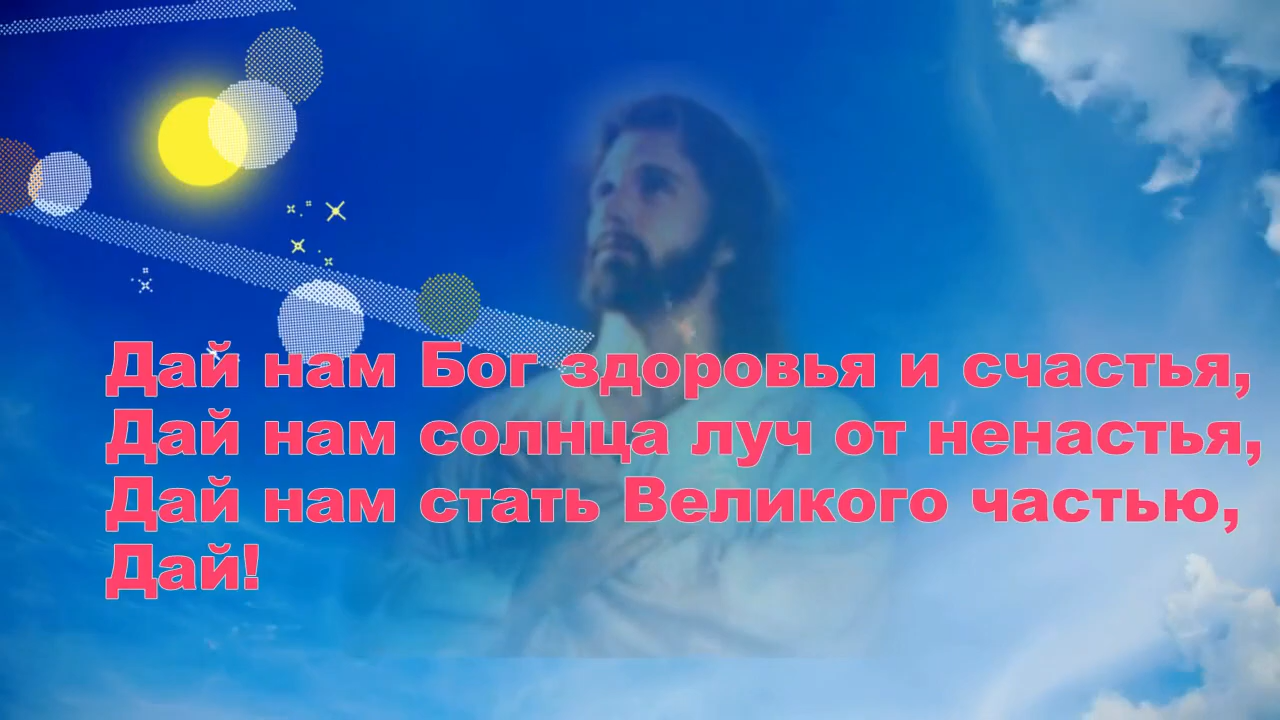 Дай нам Бог здоровья и счастья,
Дай нам солнца луч от ненастья,
Дай нам стать Великого частью,
Дай!